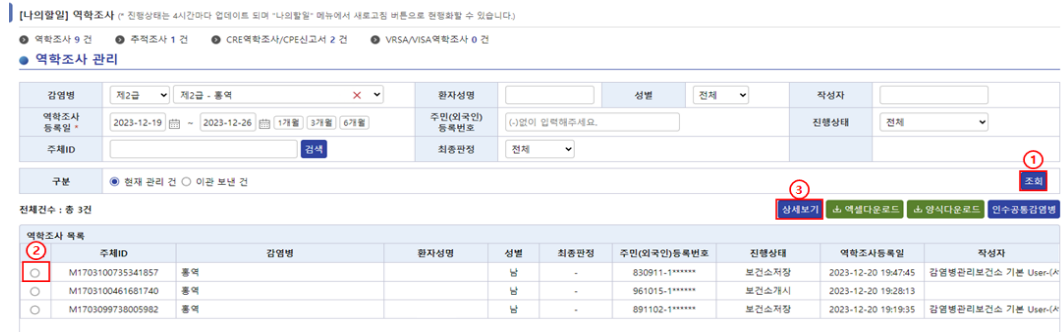 [나의할일] 역학조사 (* 진행상태는 4시간마다 업데이트 되며 "나의할일" 메뉴에서 새로고침 버튼으로 현행화할 수 있습니다.)
역학조사 9 건 추적조사 1 건 CRE역학조사/CPE신고서 2 건 VRSA/VISA역학조사 0 건
역학조사 관리
감염병 제2급 제2급 - 홍역 환자성명 성별 전체 작성자
역학조사 등록일 * 2023-12-19 ~ 2023-12-26 1개월 3개월 6개월 주민(외국인) 등록번호 (-)없이 입력해주세요. 진행상태 전체
주체ID 검색 최종판정 전체
①
구분 현재 관리 건 이관 보낸 건 조회
③
전체건수 : 총 3건 상세보기 엑셀다운로드 양식다운로드 인수공통감염병
역학조사 목록
②
주체ID 감염병 환자성명 성별 최종판정 주민(외국인)등록번호 진행상태 역학조사등록일 작성자
M1703100735341857 홍역 남 - 830911-1****** 보건소저장 2023-12-20 19:47:45 감염병관리보건소 기본 User-(서
M1703100461681740 홍역 남 - 961015-1****** 보건소개시 2023-12-20 19:28:13
M1703099738005982 홍역 남 - 891102-1****** 보건소저장 2023-12-20 19:19:35 감염병관리보건소 기본 User-(서